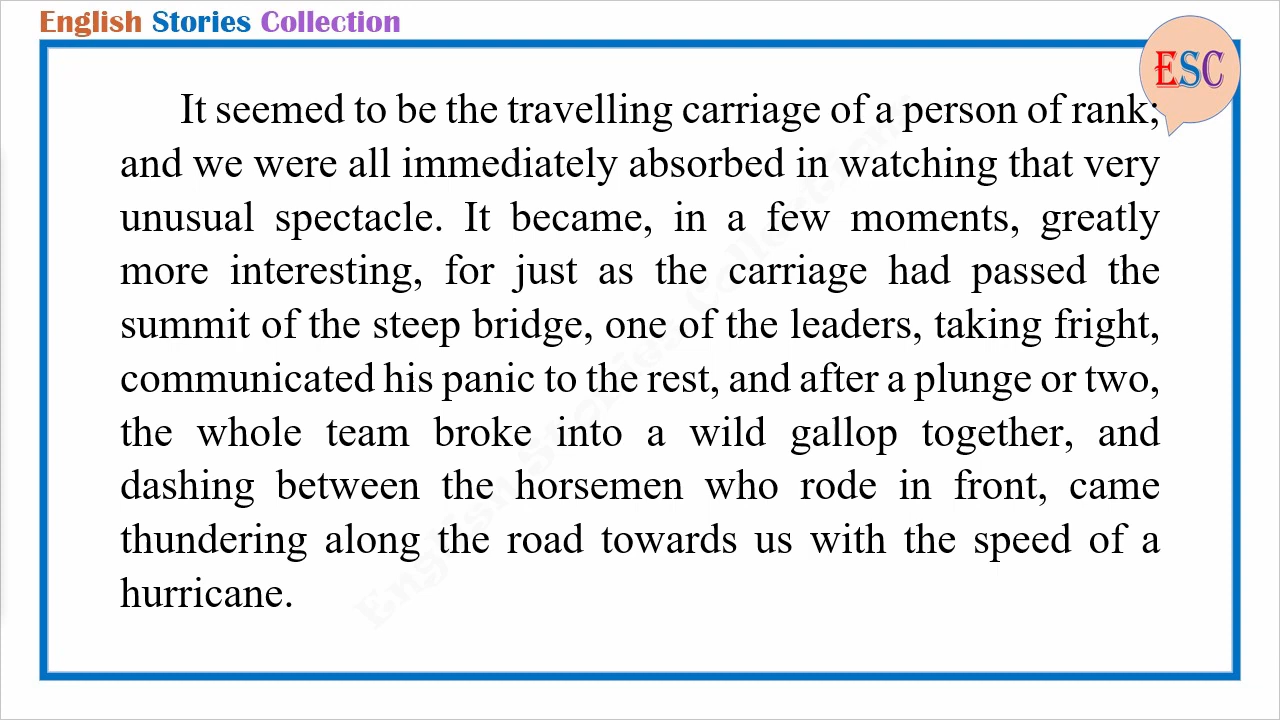 English Stories Collection
ESC
It seemed to be the travelling carriage of a person of rank;
and we were all immediately absorbed in watching that very
unusual spectacle. It became, in a few moments, greatly
more interesting, for just as the carriage had passed the
summit of the steep bridge, one of the leaders, taking fright,
communicated his panic to the rest, and after a plunge or two,
the whole team broke into a wild gallop together, and
dashing between the horsemen who rode in front, came
thundering along the road towards us with the speed of a
hurricane.
English Stories Collection